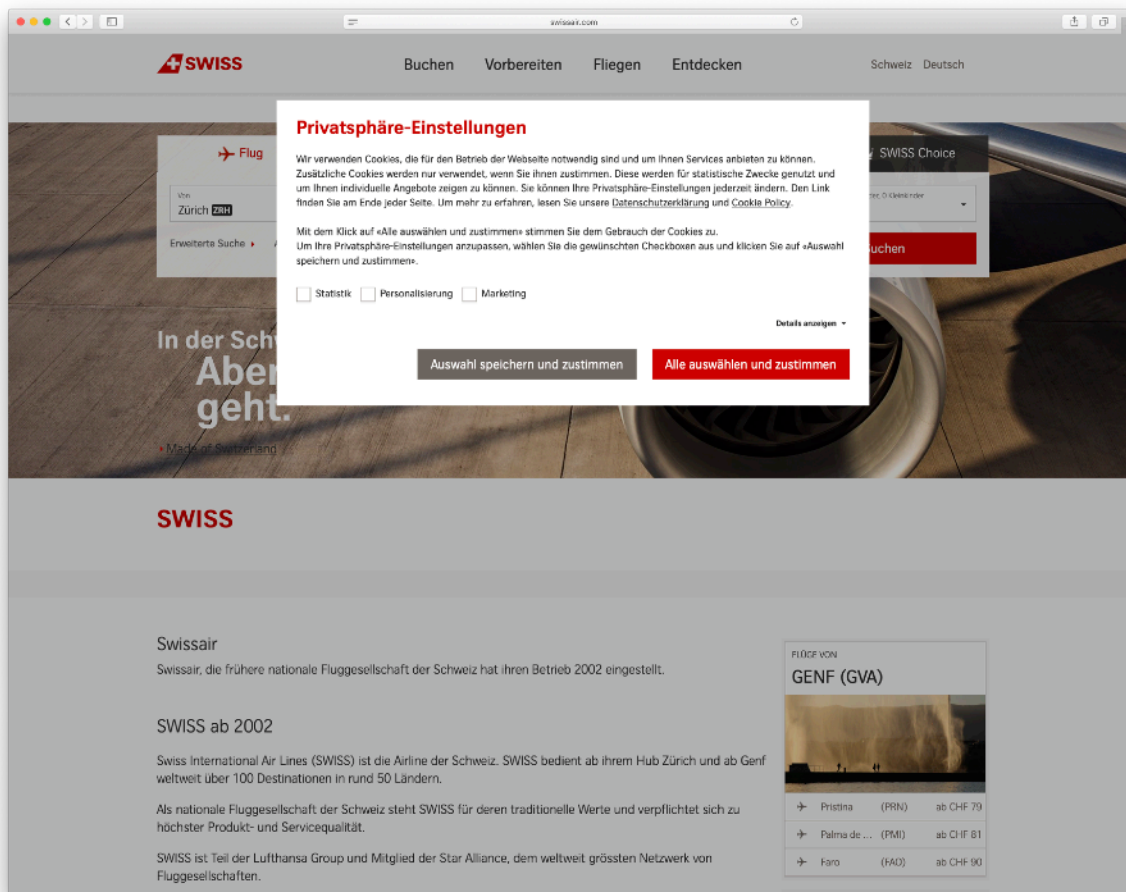 swissair.com
SWISS
Buchen Vorbereiten Fliegen Entdecken
Schweiz Deutsch
Privatsphäre-Einstellungen
Wir verwenden Cookies, die für den Betrieb der Webseite notwendig sind und um Ihnen Services anbieten zu können.
Zusätzliche Cookies werden nur verwendet, wenn Sie ihnen zustimmen. Diese werden für statistische Zwecke genutzt und
um Ihnen individuelle Angebote zeigen zu können. Sie können Ihre Privatsphäre-Einstellungen jederzeit ändern. Den Link
finden Sie am Ende jeder Seite. Um mehr zu erfahren, lesen Sie unsere Datenschutzerklärung und Cookie Policy.
Mit dem Klick auf «Alle auswählen und zustimmen» stimmen Sie dem Gebrauch der Cookies zu.
Um Ihre Privatsphäre-Einstellungen anzupassen, wählen Sie die gewünschten Checkboxen aus und klicken Sie auf «Auswahl
speichern und zustimmen».
Statistik Personalisierung Marketing
Details anzeigen
Auswahl speichern und zustimmen
Alle auswählen und zustimmen
Flug
SWISS Choice
Von
Zürich ZRH
0 Kleinkinder
Erweiterte Suche
uchen
In der Sch
Aber
geht.
Made of Switzerland
SWISS
Swissair
Swissair, die frühere nationale Fluggesellschaft der Schweiz hat ihren Betrieb 2002 eingestellt.
SWISS ab 2002
Swiss International Air Lines (SWISS) ist die Airline der Schweiz. SWISS bedient ab ihrem Hub Zürich und ab Genf
weltweit über 100 Destinationen in rund 50 Ländern.
Als nationale Fluggesellschaft der Schweiz steht SWISS für deren traditionelle Werte und verpflichtet sich zu
höchster Produkt- und Servicequalität.
SWISS ist Teil der Lufthansa Group und Mitglied der Star Alliance, dem weltweit grössten Netzwerk von
Fluggesellschaften.
FLÜGE VON
GENF (GVA)
Pristina (PRN) ab CHF 79
Palma de ... (PMI) ab CHF 81
Faro (FAO) ab CHF 90